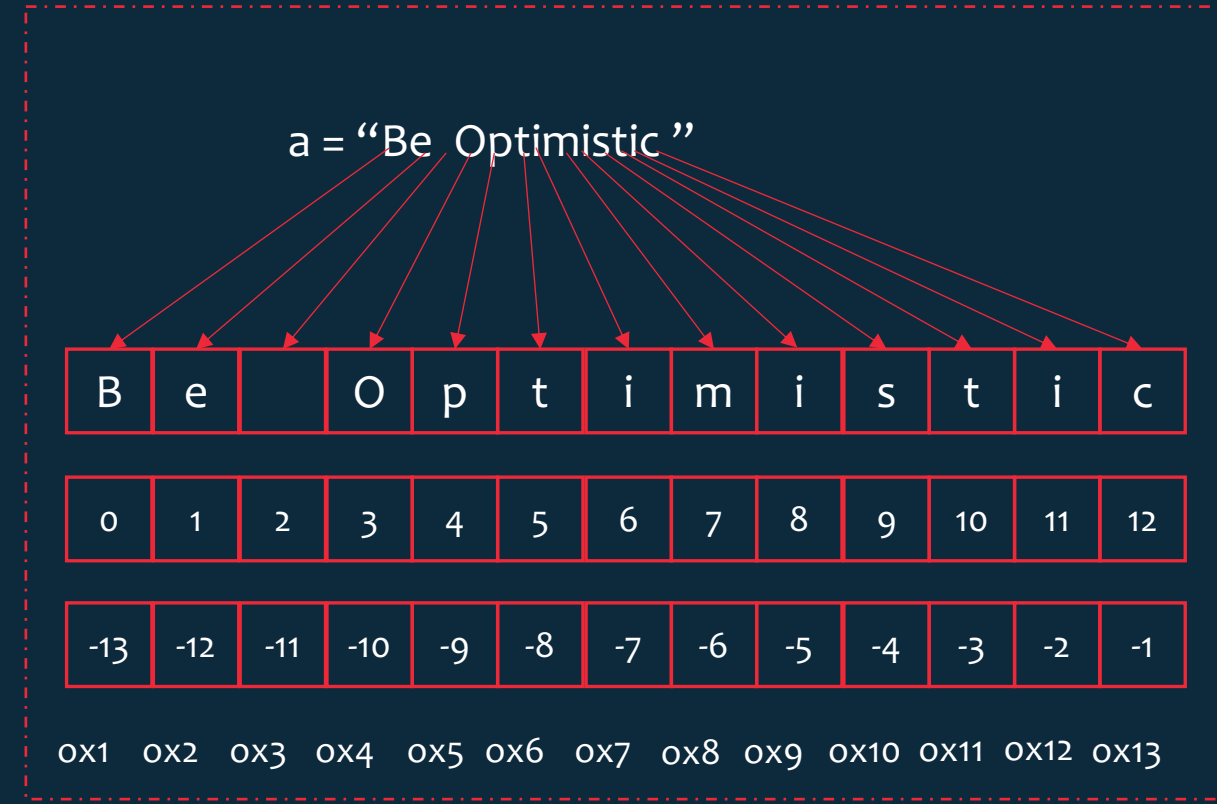 a = “Be Optimistic ”
B e O p t i m i s t i c
0 1 2 3 4 5 6 7 8 9 10 11 12
-13 -12 -11 -10 -9 -8 -7 -6 -5 -4 -3 -2 -1
0x1 0x2 0x3 0x4 0x5 0x6 0x7 0x8 0x9 0x10 0x11 0x12 0x13